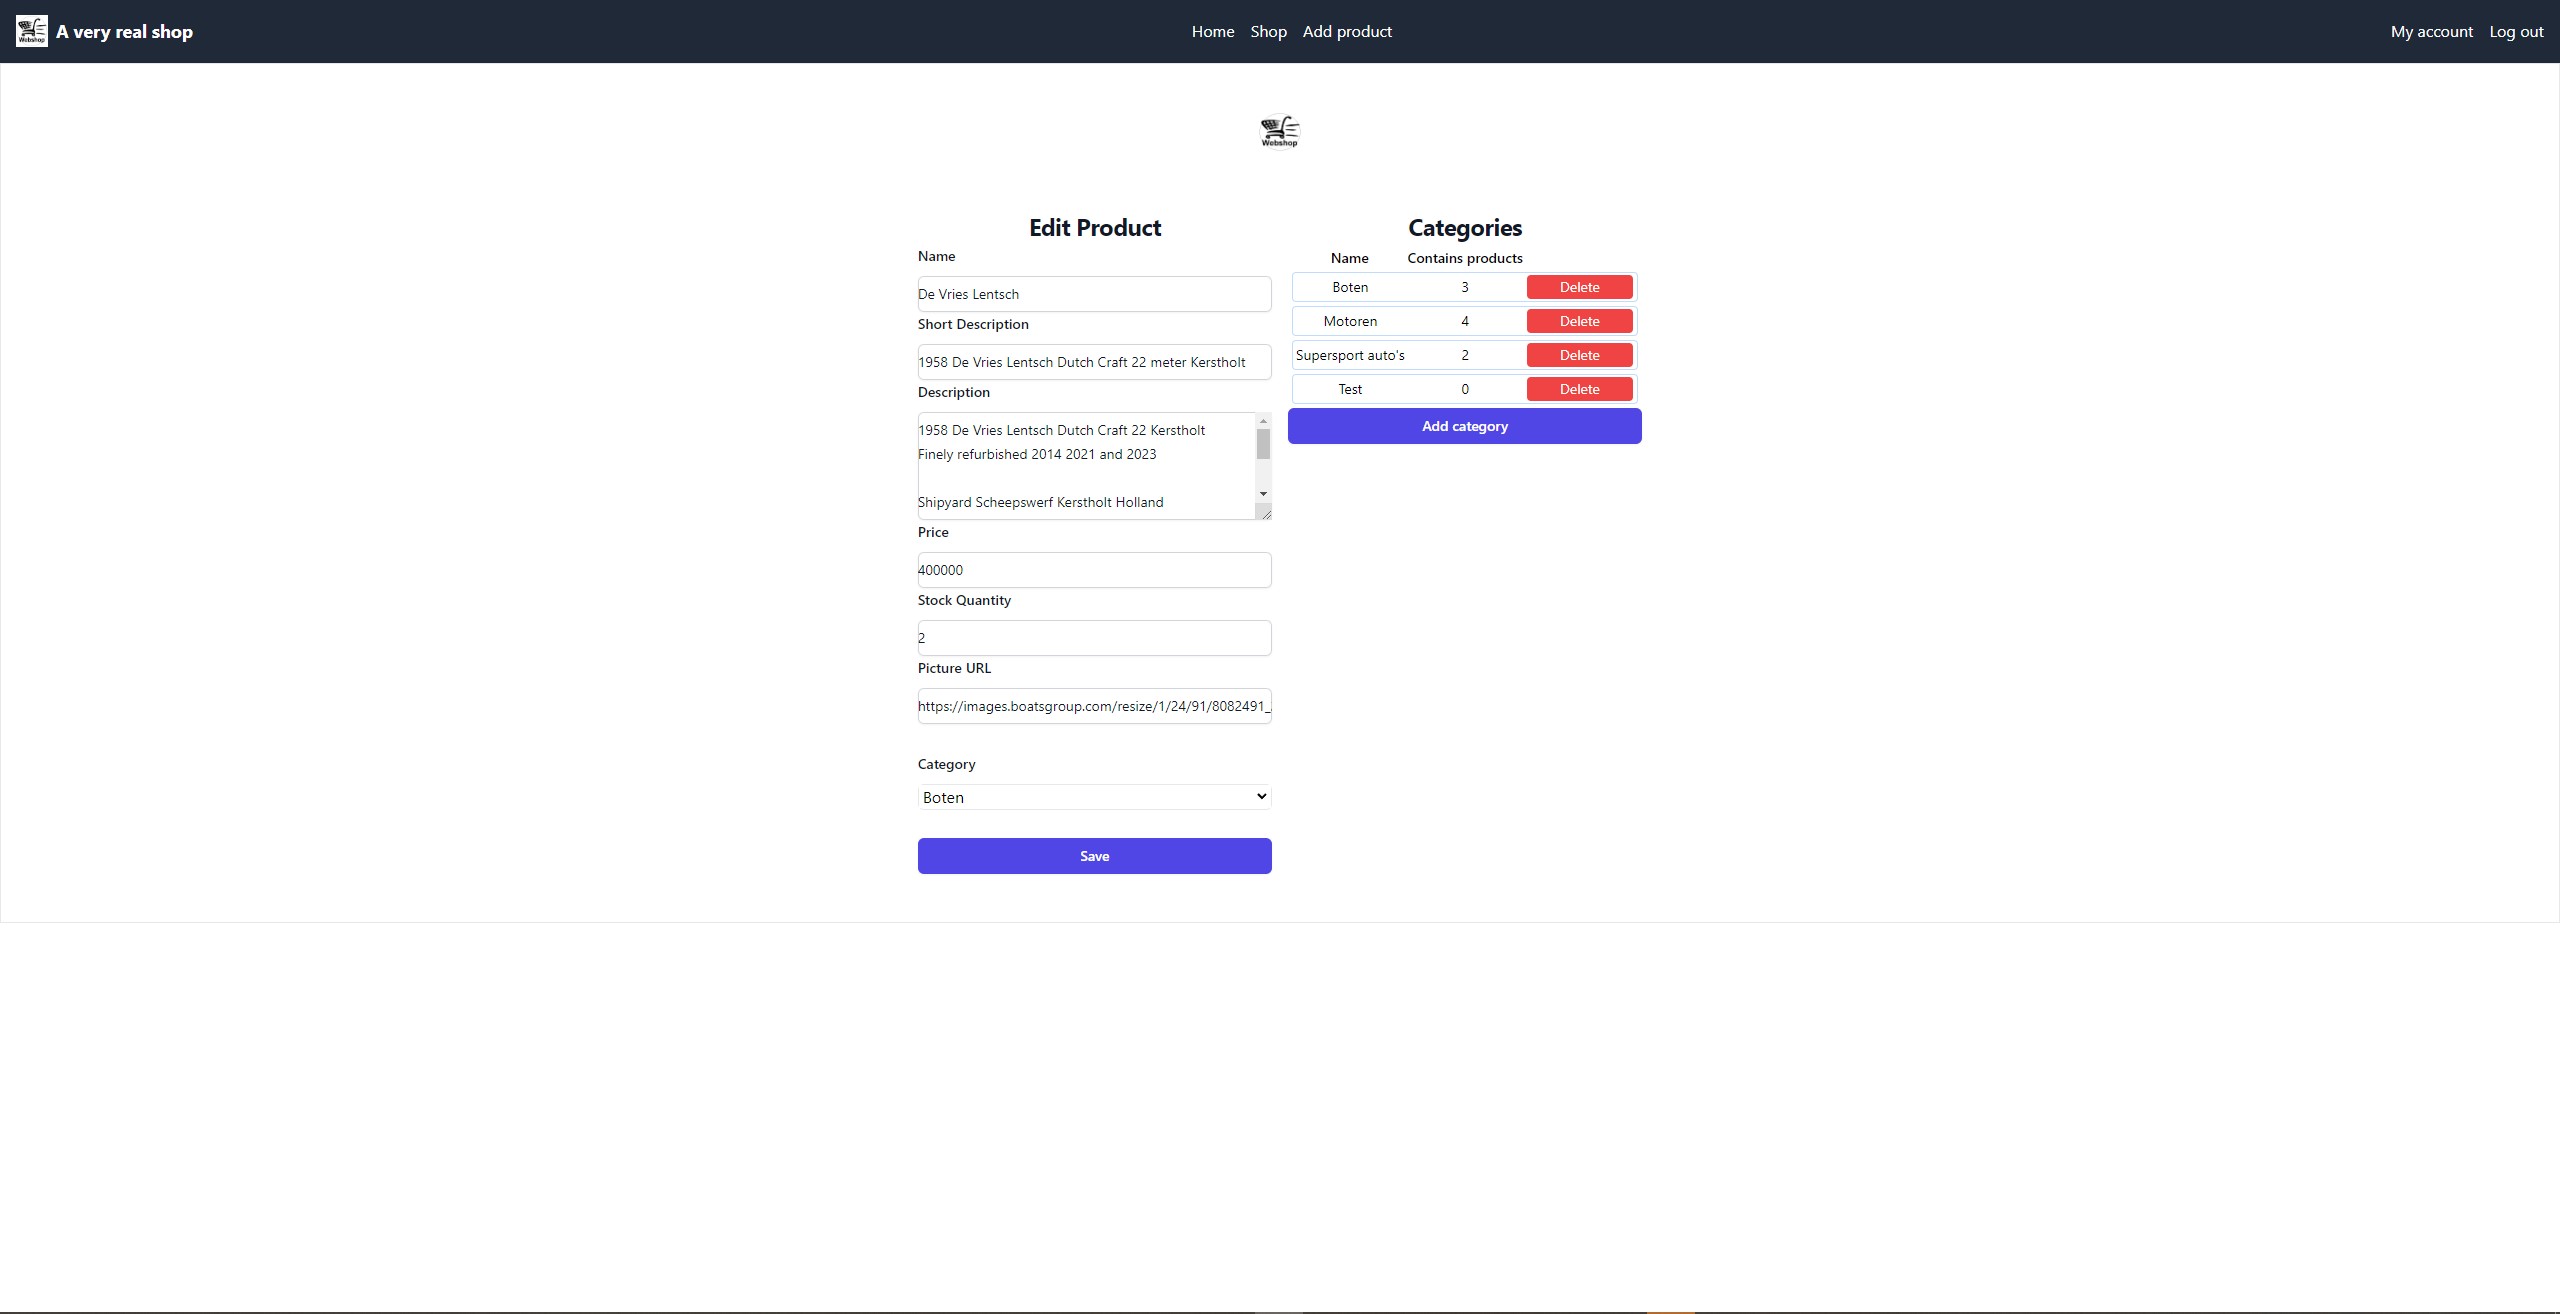 Webshop
A very real shop
Home
Shop
Add product
My account
Log out
Webshop
Edit Product
Name
De Vries Lentsch
Short Description
1958 De Vries Lentsch Dutch Craft 22 meter Kerstholt
Description
1958 De Vries Lentsch Dutch Craft 22 Kerstholt
Finely refurbished 2014 2021 and 2023
Shipyard Scheepswerf Kerstholt Holland
Price
400000
Stock Quantity
2
Picture URL
https://images.boatsgroup.com/resize/1/24/91/8082491_
Category
Boten
Save
Categories
Name Contains products
Boten 3 Delete
Motoren 4 Delete
Supersport auto's 2 Delete
Test 0 Delete
Add category